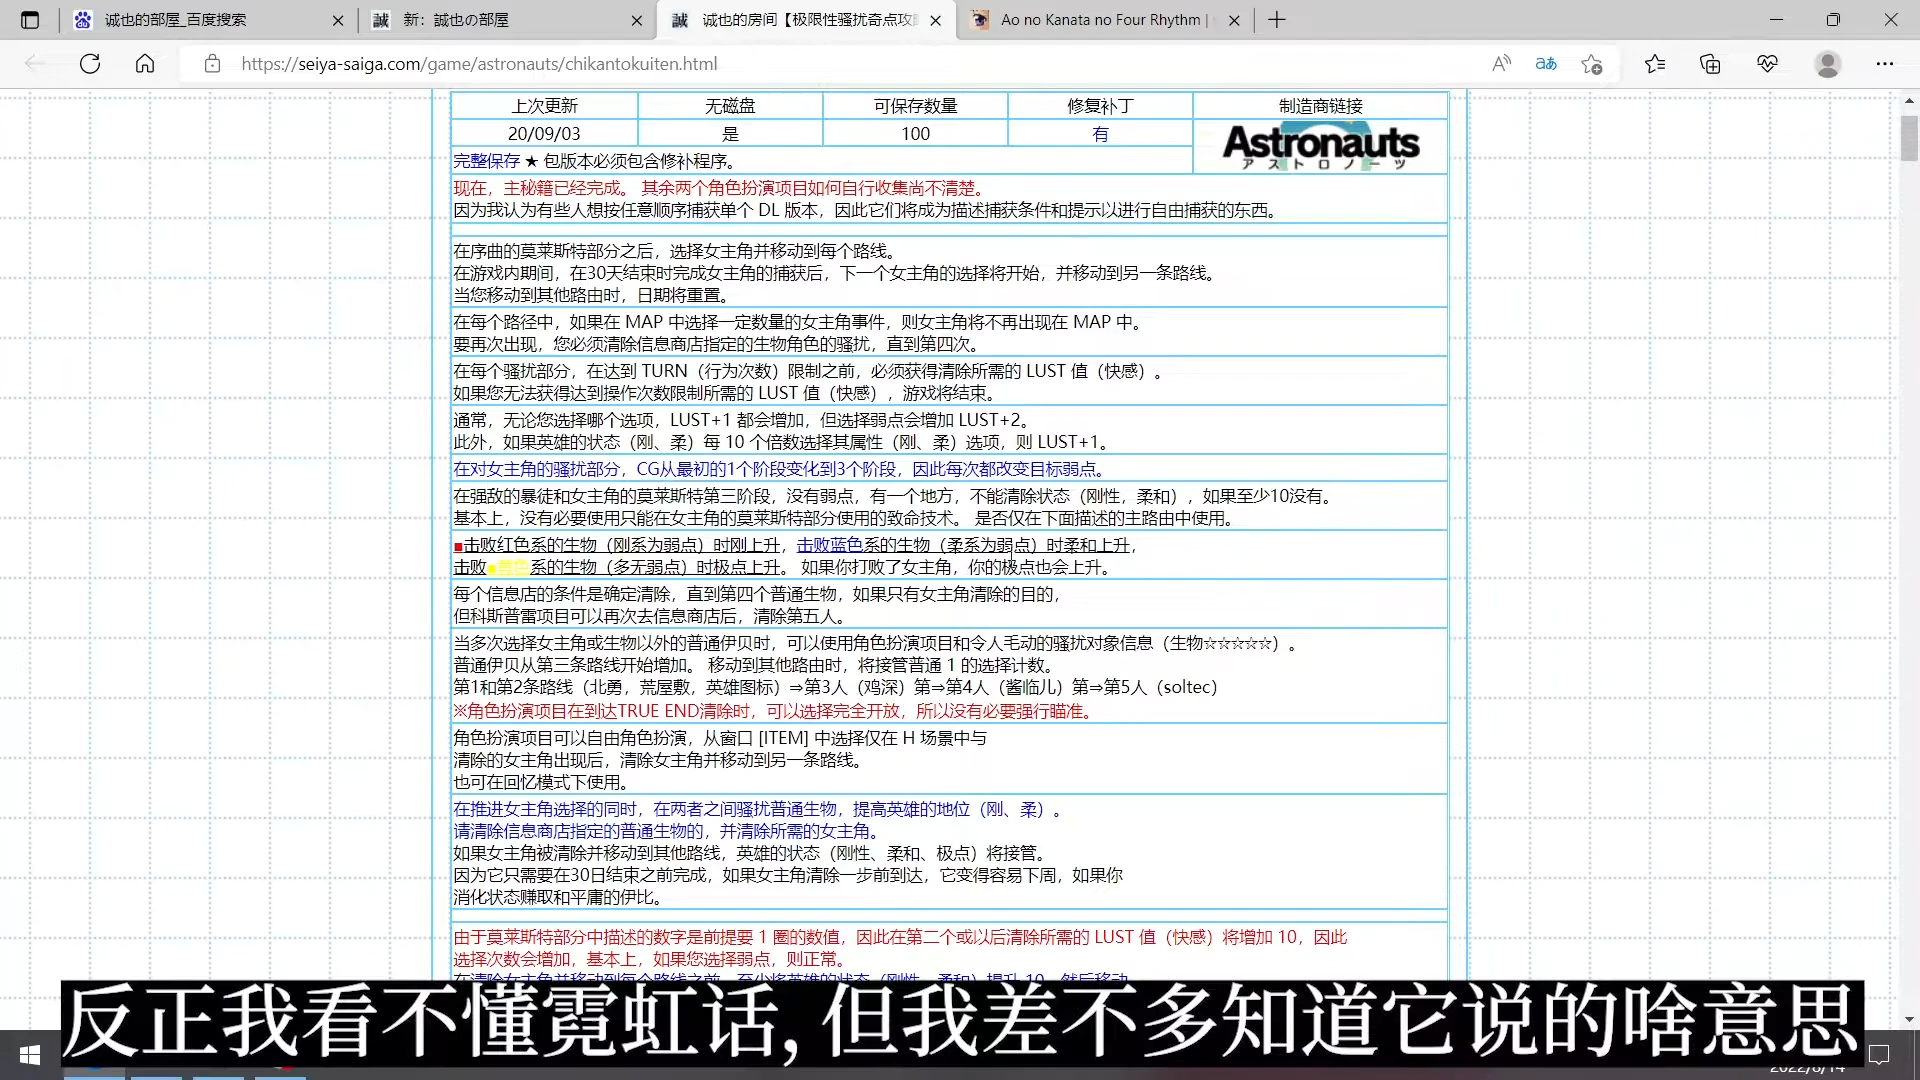 诚也的部屋_百度搜索
新：誠也の部屋
诚也的房间【极限性骚扰奇点攻
Ao no Kanata no Four Rhythm |
https://seiya-saiga.com/game/astronauts/chikantokuiten.html
上次更新 无磁盘 可保存数量 修复补丁 制造商链接
20/09/03 是 100 有
Astronauts
アストロノーツ
完整保存 ★ 包版本必须包含修补程序。
现在，主秘籍已经完成。 其余两个角色扮演项目如何自行收集尚不清楚。
因为我认为有些人想按任意顺序捕获单个 DL 版本，因此它们将成为描述捕获条件和提示以进行自由捕获的东西。
在序曲的莫莱斯特部分之后，选择女主角并移动到每个路线。
在游戏内期间，在30天结束时完成女主角的捕获后，下一个女主角的选择将开始，并移动到另一条路线。
当您移动到其他路由时，日期将重置。
在每个路径中，如果在 MAP 中选择一定数量的女主角事件，则女主角将不再出现在 MAP 中。
要再次出现，您必须清除信息商店指定的生物角色的骚扰，直到第四次。
在每个骚扰部分，在达到 TURN（行为次数）限制之前，必须获得清除所需的 LUST 值（快感）。
如果您无法获得达到操作次数限制所需的 LUST 值（快感），游戏将结束。
通常，无论您选择哪个选项，LUST+1 都会增加，但选择弱点会增加 LUST+2。
此外，如果英雄的状态（刚、柔）每 10 个倍数选择其属性（刚、柔）选项，则 LUST+1。
在对女主角的骚扰部分，CG从最初的1个阶段变化到3个阶段，因此每次都改变目标弱点。
在强敌的暴徒和女主角的莫莱斯特第三阶段，没有弱点，有一个地方，不能清除状态（刚性，柔和），如果至少10没有。
基本上，没有必要使用只能在女主角的莫莱斯特部分使用的致命技术。 是否仅在下面描述的主路由中使用。
■击败红色系的生物（刚系为弱点）时刚上升，击败蓝色系的生物（柔系为弱点）时柔和上升，
击败■黄色系的生物（多无弱点）时极点上升。 如果你打败了女主角，你的极点也会上升。
每个信息店的条件是确定清除，直到第四个普通生物，如果只有女主角清除的目的，
但科斯普雷项目可以再次去信息商店后，清除第五人。
当多次选择女主角或生物以外的普通伊贝时，可以使用角色扮演项目和令人毛动的骚扰对象信息（生物☆☆☆☆☆）。
普通伊贝从第三条路线开始增加。 移动到其他路由时，将接管普通 1 的选择计数。
第1和第2条路线（北勇，荒屋敷，英雄图标）⇒第3人（鸡深）第⇒第4人（酱临儿）第⇒第5人（soltec）
※角色扮演项目在到达TRUE END清除时，可以选择完全开放，所以没有必要强行瞄准。
角色扮演项目可以自由角色扮演，从窗口 [ITEM] 中选择仅在 H 场景中与
清除的女主角出现后，清除女主角并移动到另一条路线。
也可在回忆模式下使用。
在推进女主角选择的同时，在两者之间骚扰普通生物，提高英雄的地位（刚、柔）。
请清除信息商店指定的普通生物的，并清除所需的女主角。
如果女主角被清除并移动到其他路线，英雄的状态（刚性、柔和、极点）将接管。
因为它只需要在30日结束之前完成，如果女主角清除一步前到达，它变得容易下周，如果你
消化状态赚取和平庸的伊比。
由于莫莱斯特部分中描述的数字是前提要 1 圈的数值，因此在第二个或以后清除所需的 LUST 值（快感）将增加 10，因此
选择次数会增加，基本上，如果您选择弱点，则正常。
反正我看不懂霓虹话, 但我差不多知道它说的啥意思